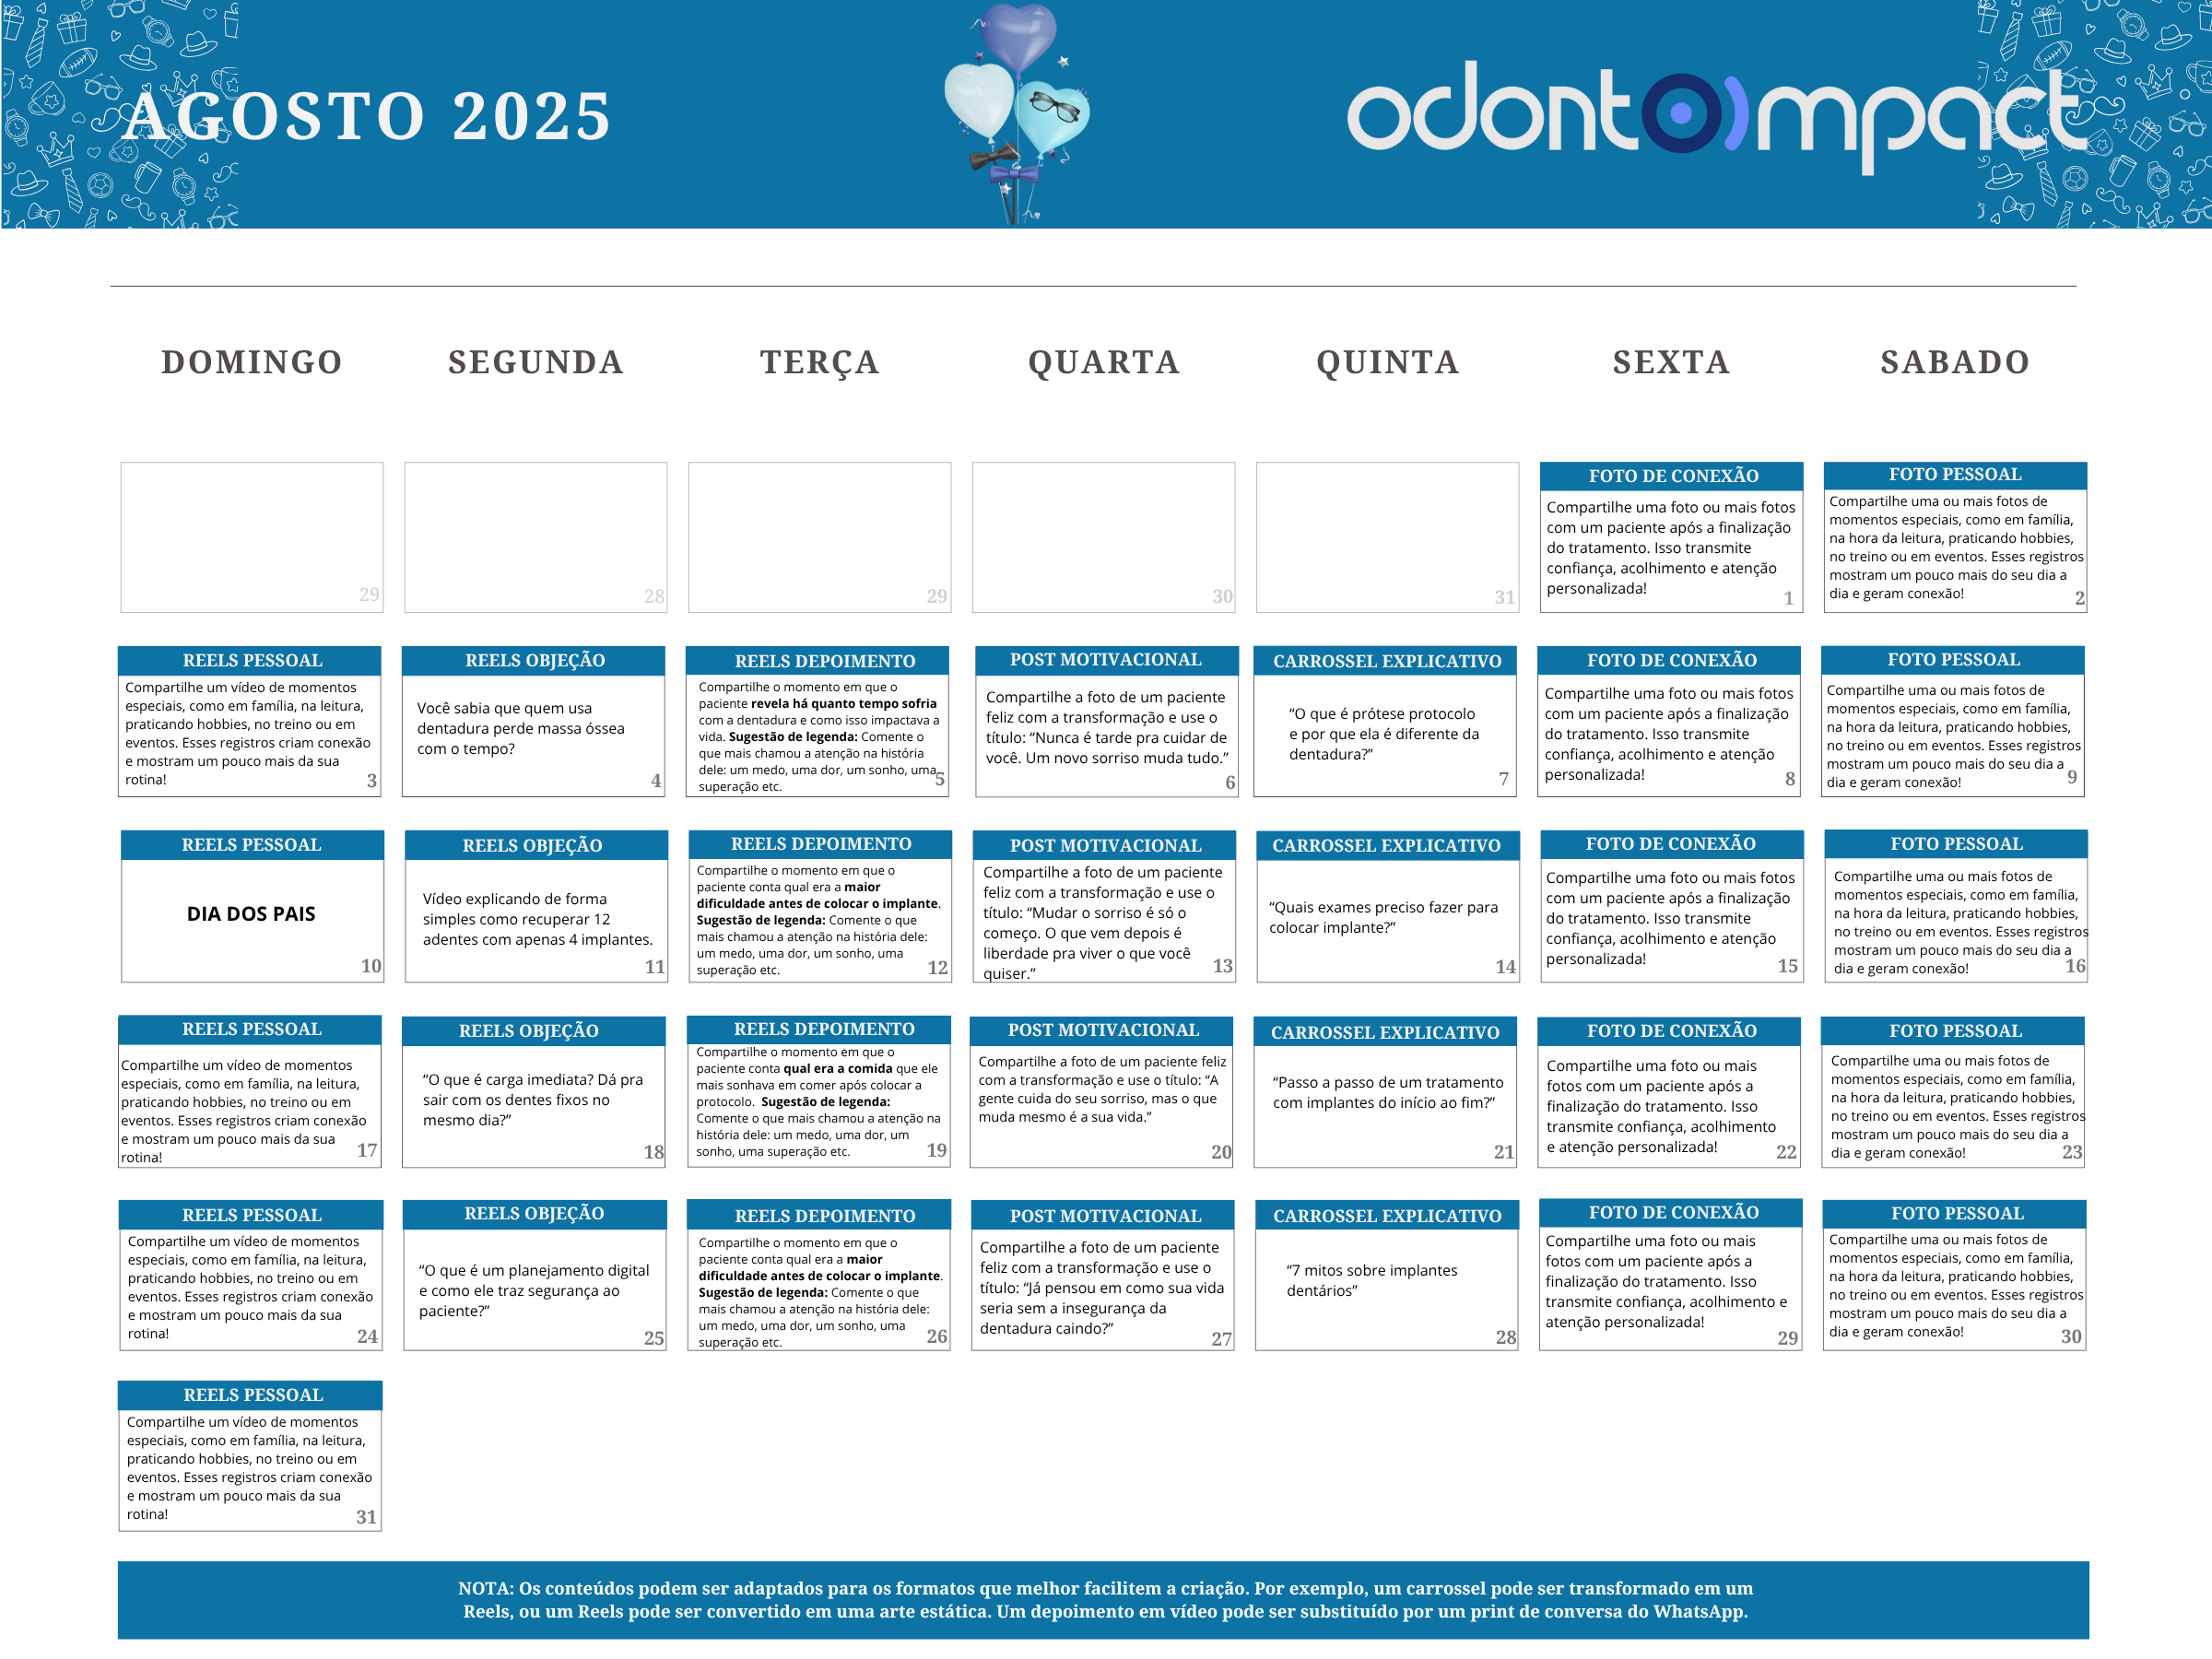 AGOSTO 2025
odontoimpact
DOMINGO SEGUNDA TERÇA QUARTA QUINTA SEXTA SABADO
29
28
29
30
31
FOTO DE CONEXÃO
Compartilhe uma foto ou mais fotos
com um paciente após a finalização
do tratamento. Isso transmite
confiança, acolhimento e atenção
personalizada!
1
FOTO PESSOAL
Compartilhe uma ou mais fotos de
momentos especiais, como em família,
na hora da leitura, praticando hobbies,
no treino ou em eventos. Esses registros
mostram um pouco mais do seu dia a
dia e geram conexão!
2
REELS PESSOAL
Compartilhe um vídeo de momentos
especiais, como em família, na leitura,
praticando hobbies, no treino ou em
eventos. Esses registros criam conexão
e mostram um pouco mais da sua
rotina!
3
REELS OBJEÇÃO
Você sabia que quem usa
dentadura perde massa óssea
com o tempo?
4
REELS DEPOIMENTO
Compartilhe o momento em que o
paciente revela há quanto tempo sofria
com a dentadura e como isso impactava a
vida. Sugestão de legenda: Comente o
que mais chamou a atenção na história
dele: um medo, uma dor, um sonho, uma
superação etc.
5
POST MOTIVACIONAL
Compartilhe a foto de um paciente
feliz com a transformação e use o
título: “Nunca é tarde pra cuidar de
você. Um novo sorriso muda tudo.”
6
CARROSSEL EXPLICATIVO
“O que é prótese protocolo
e por que ela é diferente da
dentadura?”
7
FOTO DE CONEXÃO
Compartilhe uma foto ou mais fotos
com um paciente após a finalização
do tratamento. Isso transmite
confiança, acolhimento e atenção
personalizada!
8
FOTO PESSOAL
Compartilhe uma ou mais fotos de
momentos especiais, como em família,
na hora da leitura, praticando hobbies,
no treino ou em eventos. Esses registros
mostram um pouco mais do seu dia a
dia e geram conexão!
9
REELS PESSOAL
DIA DOS PAIS
10
REELS OBJEÇÃO
Vídeo explicando de forma
simples como recuperar 12
adentes com apenas 4 implantes.
11
REELS DEPOIMENTO
Compartilhe o momento em que o
paciente conta qual era a maior
dificuldade antes de colocar o implante.
Sugestão de legenda: Comente o que
mais chamou a atenção na história dele:
um medo, uma dor, um sonho, uma
superação etc.
12
POST MOTIVACIONAL
Compartilhe a foto de um paciente
feliz com a transformação e use o
título: “Mudar o sorriso é só o
começo. O que vem depois é
liberdade pra viver o que você
quiser.”
13
CARROSSEL EXPLICATIVO
“Quais exames preciso fazer para
colocar implante?”
14
FOTO DE CONEXÃO
Compartilhe uma foto ou mais fotos
com um paciente após a finalização
do tratamento. Isso transmite
confiança, acolhimento e atenção
personalizada!
15
FOTO PESSOAL
Compartilhe uma ou mais fotos de
momentos especiais, como em família,
na hora da leitura, praticando hobbies,
no treino ou em eventos. Esses registros
mostram um pouco mais do seu dia a
dia e geram conexão!
16
REELS PESSOAL
Compartilhe um vídeo de momentos
especiais, como em família, na leitura,
praticando hobbies, no treino ou em
eventos. Esses registros criam conexão
e mostram um pouco mais da sua
rotina!
17
REELS OBJEÇÃO
“O que é carga imediata? Dá pra
sair com os dentes fixos no
mesmo dia?”
18
REELS DEPOIMENTO
Compartilhe o momento em que o
paciente conta qual era a comida que ele
mais sonhava em comer após colocar a
protocolo. Sugestão de legenda:
Comente o que mais chamou a atenção na
história dele: um medo, uma dor, um
sonho, uma superação etc.
19
POST MOTIVACIONAL
Compartilhe a foto de um paciente feliz
com a transformação e use o título: “A
gente cuida do seu sorriso, mas o que
muda mesmo é a sua vida.”
20
CARROSSEL EXPLICATIVO
“Passo a passo de um tratamento
com implantes do início ao fim?”
21
FOTO DE CONEXÃO
Compartilhe uma foto ou mais
fotos com um paciente após a
finalização do tratamento. Isso
transmite confiança, acolhimento
e atenção personalizada!
22
FOTO PESSOAL
Compartilhe uma ou mais fotos de
momentos especiais, como em família,
na hora da leitura, praticando hobbies,
no treino ou em eventos. Esses registros
mostram um pouco mais do seu dia a
dia e geram conexão!
23
REELS PESSOAL
Compartilhe um vídeo de momentos
especiais, como em família, na leitura,
praticando hobbies, no treino ou em
eventos. Esses registros criam conexão
e mostram um pouco mais da sua
rotina!
24
REELS OBJEÇÃO
“O que é um planejamento digital
e como ele traz segurança ao
paciente?”
25
REELS DEPOIMENTO
Compartilhe o momento em que o
paciente conta qual era a maior
dificuldade antes de colocar o implante.
Sugestão de legenda: Comente o que
mais chamou a atenção na história dele:
um medo, uma dor, um sonho, uma
superação etc.
26
POST MOTIVACIONAL
Compartilhe a foto de um paciente
feliz com a transformação e use o
título: “Já pensou em como sua vida
seria sem a insegurança da
dentadura caindo?”
27
CARROSSEL EXPLICATIVO
“7 mitos sobre implantes
dentários”
28
FOTO DE CONEXÃO
Compartilhe uma foto ou mais
fotos com um paciente após a
finalização do tratamento. Isso
transmite confiança, acolhimento e
atenção personalizada!
29
FOTO PESSOAL
Compartilhe uma ou mais fotos de
momentos especiais, como em família,
na hora da leitura, praticando hobbies,
no treino ou em eventos. Esses registros
mostram um pouco mais do seu dia a
dia e geram conexão!
30
REELS PESSOAL
Compartilhe um vídeo de momentos
especiais, como em família, na leitura,
praticando hobbies, no treino ou em
eventos. Esses registros criam conexão
e mostram um pouco mais da sua
rotina!
31
NOTA: Os conteúdos podem ser adaptados para os formatos que melhor facilitem a criação. Por exemplo, um carrossel pode ser transformado em um
Reels, ou um Reels pode ser convertido em uma arte estática. Um depoimento em vídeo pode ser substituído por um print de conversa do WhatsApp.